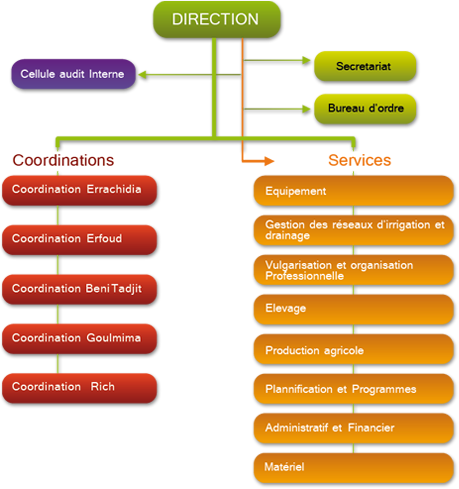 DIRECTION
Cellule audit Interne
Secretariat
Bureau d'ordre
Coordinations
Coordination Errachidia
Coordination Erfoud
Coordination Beni Tadjit
Coordination Goulmima
Coordination Rich
Services
Equipement
Gestion des réseaux d'irrigation et
drainage
Vulgarisation et organisation
Professionnelle
Elevage
Production agricole
Plannification et Programmes
Administratif et Financier
Matériel